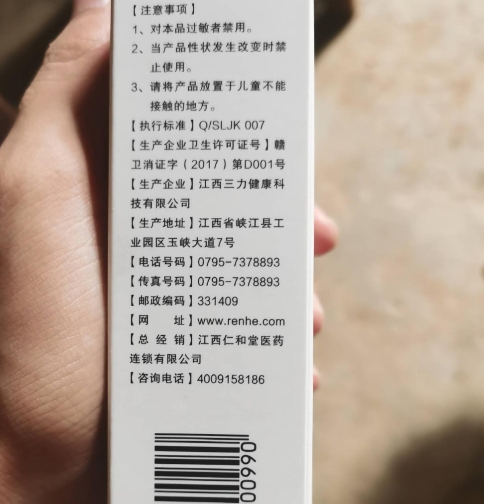 【注意事项】
1、对本品过敏者禁用。
2、当产品性状发生改变时禁
止使用。
3、请将产品放置于儿童不能
接触的地方。
【执行标准】Q/SLJK 007
【生产企业卫生许可证号】赣
卫消证字（2017）第D001号
【生产企业】江西三力健康科
技有限公司
【生产地址】江西省峡江县工
业园区玉峡大道7号
【电话号码】0795-7378893
【传真号码】0795-7378893
【邮政编码】331409
【网 址】www.renhe.com
【总 经 销】江西仁和堂医药
连锁有限公司
【咨询电话】4009158186
06600